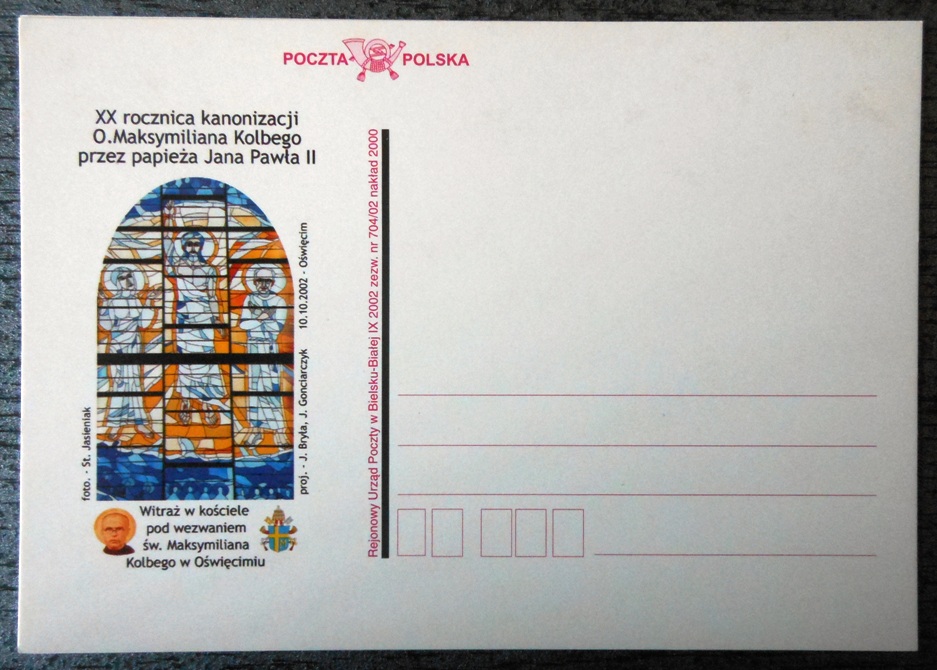 POCZTA POLSKA
XX rocznica kanonizacji
O.Maksymiliana Kolbego
przez papieża Jana Pawła II
foto. - St. Jasieniak
proj. - J. Bryła, J. Gonciarczyk 10.10.2002 - Oświęcim
Witraż w kościele
pod wezwaniem
św. Maksymiliana
Kolbego w Oświęcimiu
Rejonowy Urząd Poczty w Bielsku-Białej IX 2002 zezw. nr 704/02 nakład 2000